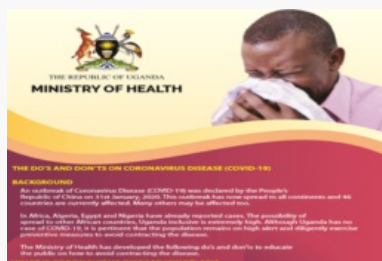 THE REPUBLIC OF UGANDA
MINISTRY OF HEALTH
THE DO'S AND DON'TS ON CORONAVIRUS DISEASE (COVID-19)
BACKGROUND
An outbreak of Coronavirus Disease (COVID-19) was declared by the People's
Republic of China on 31st January, 2020. This outbreak has now spread to all continents and 46
countries are currently affected. Many others may be affected too.
In Africa, Algeria, Egypt and Nigeria have already reported cases. The possibility of
spread to other African countries, Uganda inclusive is extremely high. Although Uganda has no
case of COVID-19, it is pertinent that the population remains on high alert and diligently exercise
preventive measures to avoid contracting the disease.
The Ministry of Health has developed the following do's and don'ts to educate
the public on how to avoid contracting the disease.